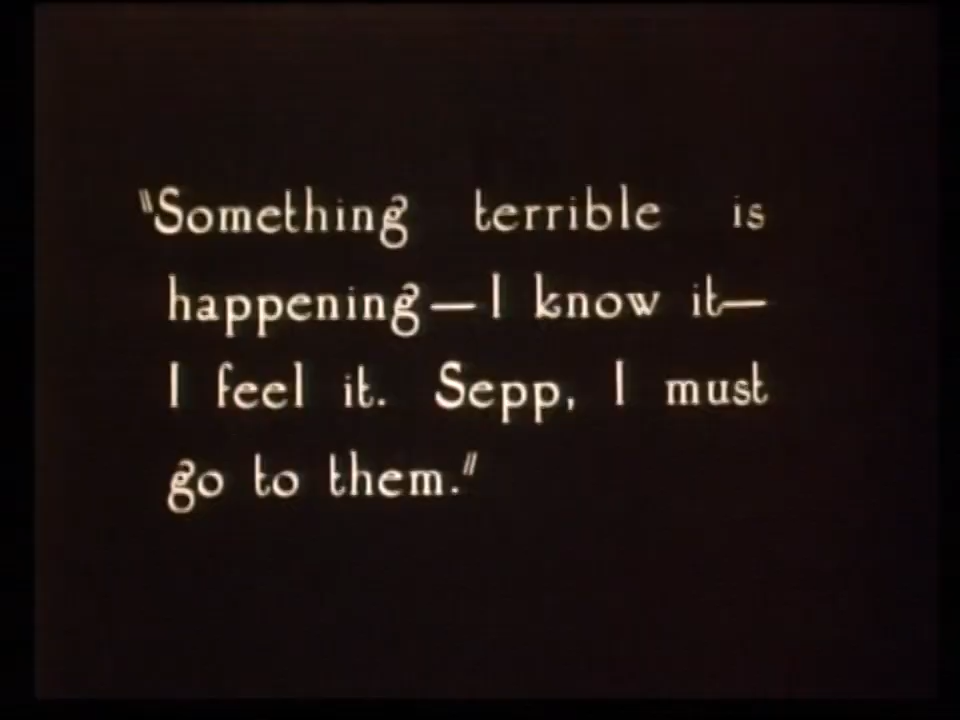 "Something terrible is
happening—I know it—
I feel it. Sepp, I must
go to them."